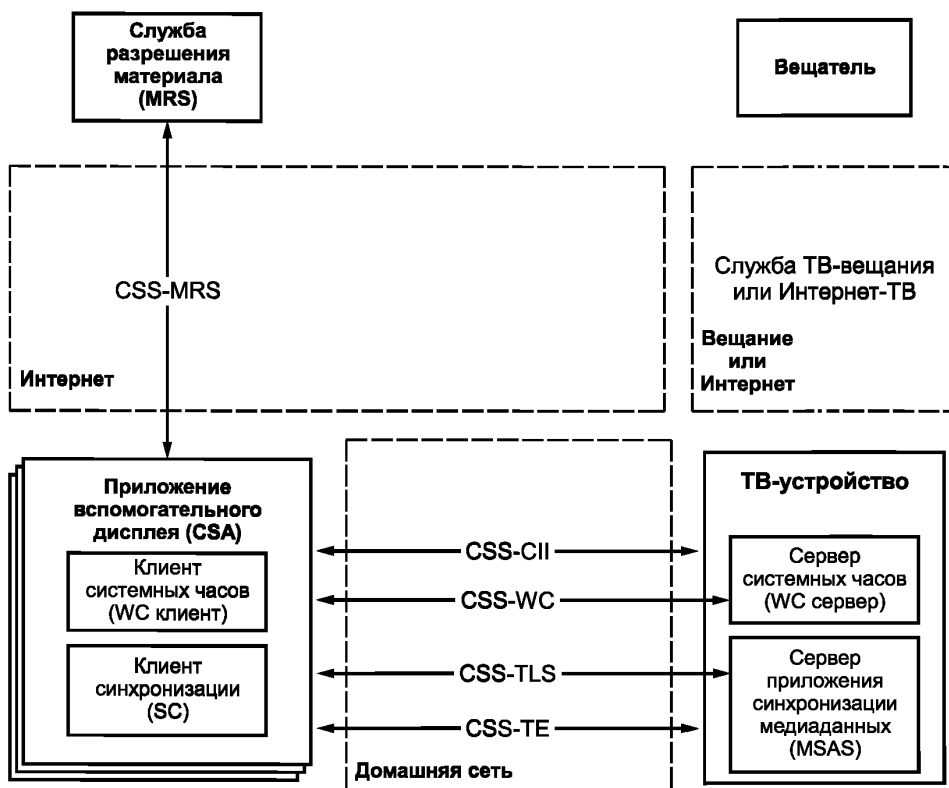 Служба
разрешения
материала
(MRS)
Вещатель
CSS-MRS
Интернет
Служба ТВ-вещания
или Интернет-ТВ
Вещание
или
Интернет
Приложение
вспомогательного
дисплея (CSA)
Клиент
системных часов
(WC клиент)
Клиент
синхронизации
(SC)
CSS-CII
CSS-WC
CSS-TLS
CSS-TE
Домашняя сеть
ТВ-устройство
Сервер
системных часов
(WC сервер)
Сервер
приложения
синхронизации
медиаданных
(MSAS)